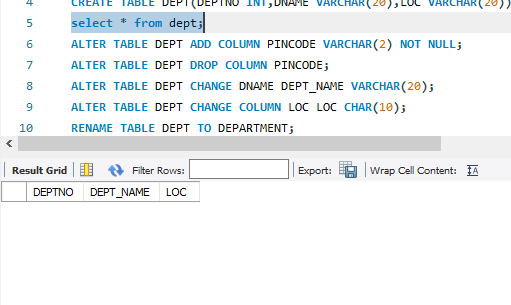 4 CREATE TABLE DEPT(DEPTNO INT,DNAME VARCHAR(20),LOC VARCHAR(20))
5 select * from dept;
6 ALTER TABLE DEPT ADD COLUMN PINCODE VARCHAR(2) NOT NULL;
7 ALTER TABLE DEPT DROP COLUMN PINCODE;
8 ALTER TABLE DEPT CHANGE DNAME DEPT_NAME VARCHAR(20);
9 ALTER TABLE DEPT CHANGE COLUMN LOC LOC CHAR(10);
10 RENAME TABLE DEPT TO DEPARTMENT;
Result Grid Filter Rows: Export: Wrap Cell Content: IA
DEPTNO DEPT_NAME LOC